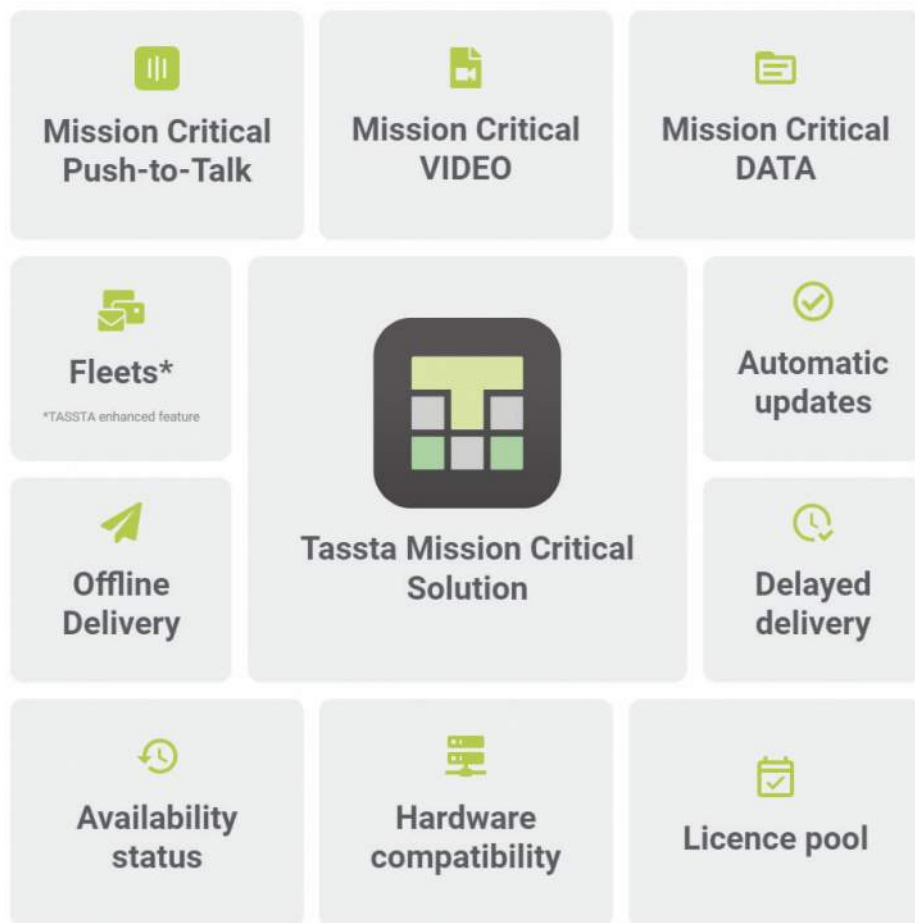 Mission Critical
Push-to-Talk
Mission Critical
VIDEO
Mission Critical
DATA
Fleets*
*TASSTA enhanced feature
Automatic
updates
Tassta Mission Critical
Solution
Offline
Delivery
Delayed
delivery
Availability
status
Hardware
compatibility
Licence pool